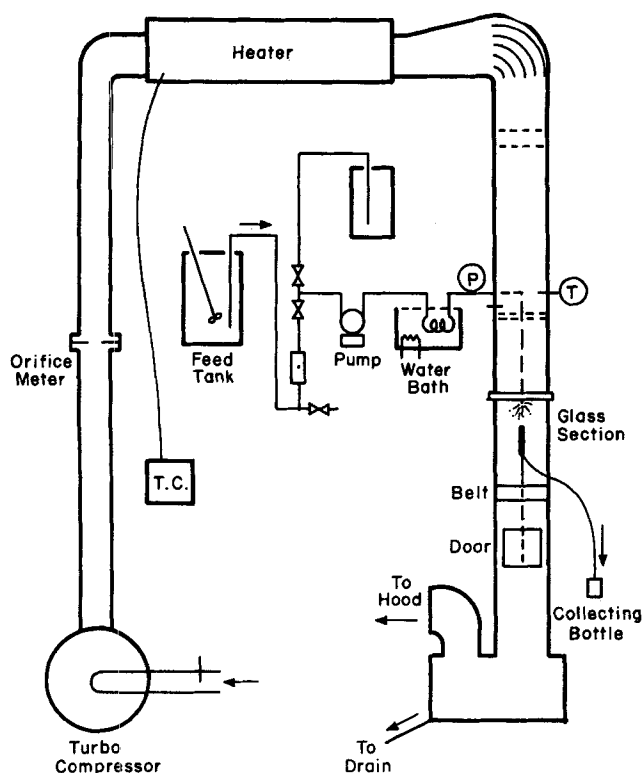 Heater
P
T
Orifice
Meter
Feed
Tank
Pump
Water
Bath
Glass
Section
T.C.
Belt
Door
To
Hood
Collecting
Bottle
Turbo
Compressor
To
Drain